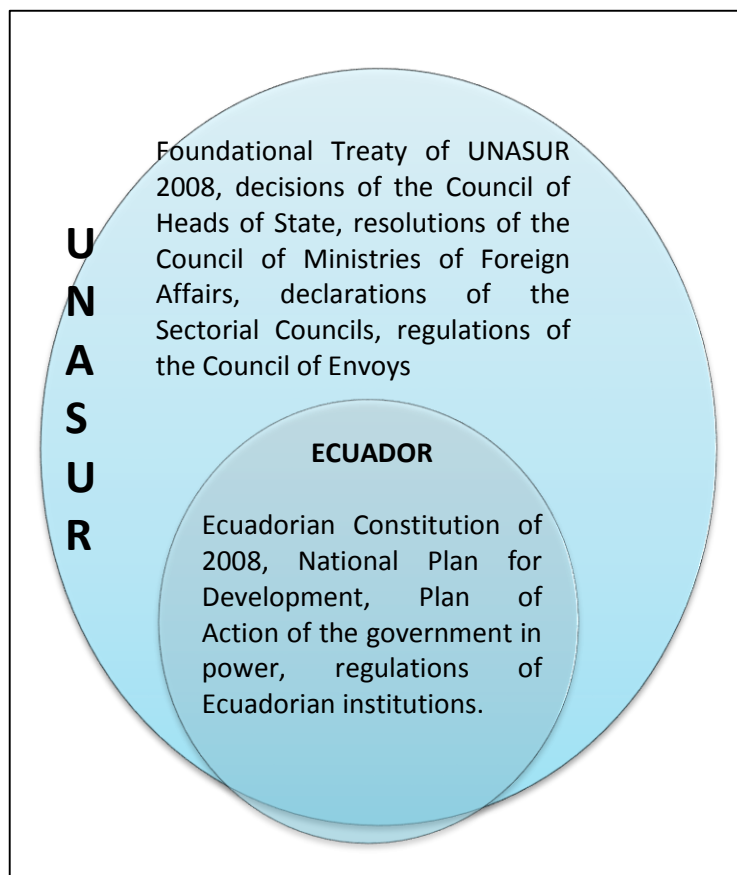 Foundational Treaty of UNASUR
2008, decisions of the Council of
Heads of State, resolutions of the
Council of Ministries of Foreign
Affairs, declarations of the
Sectorial Councils, regulations of
the Council of Envoys
U
N
A
S
U
R
ECUADOR
Ecuadorian Constitution of
2008, National Plan for
Development, Plan of
Action of the government in
power, regulations of
Ecuadorian institutions.